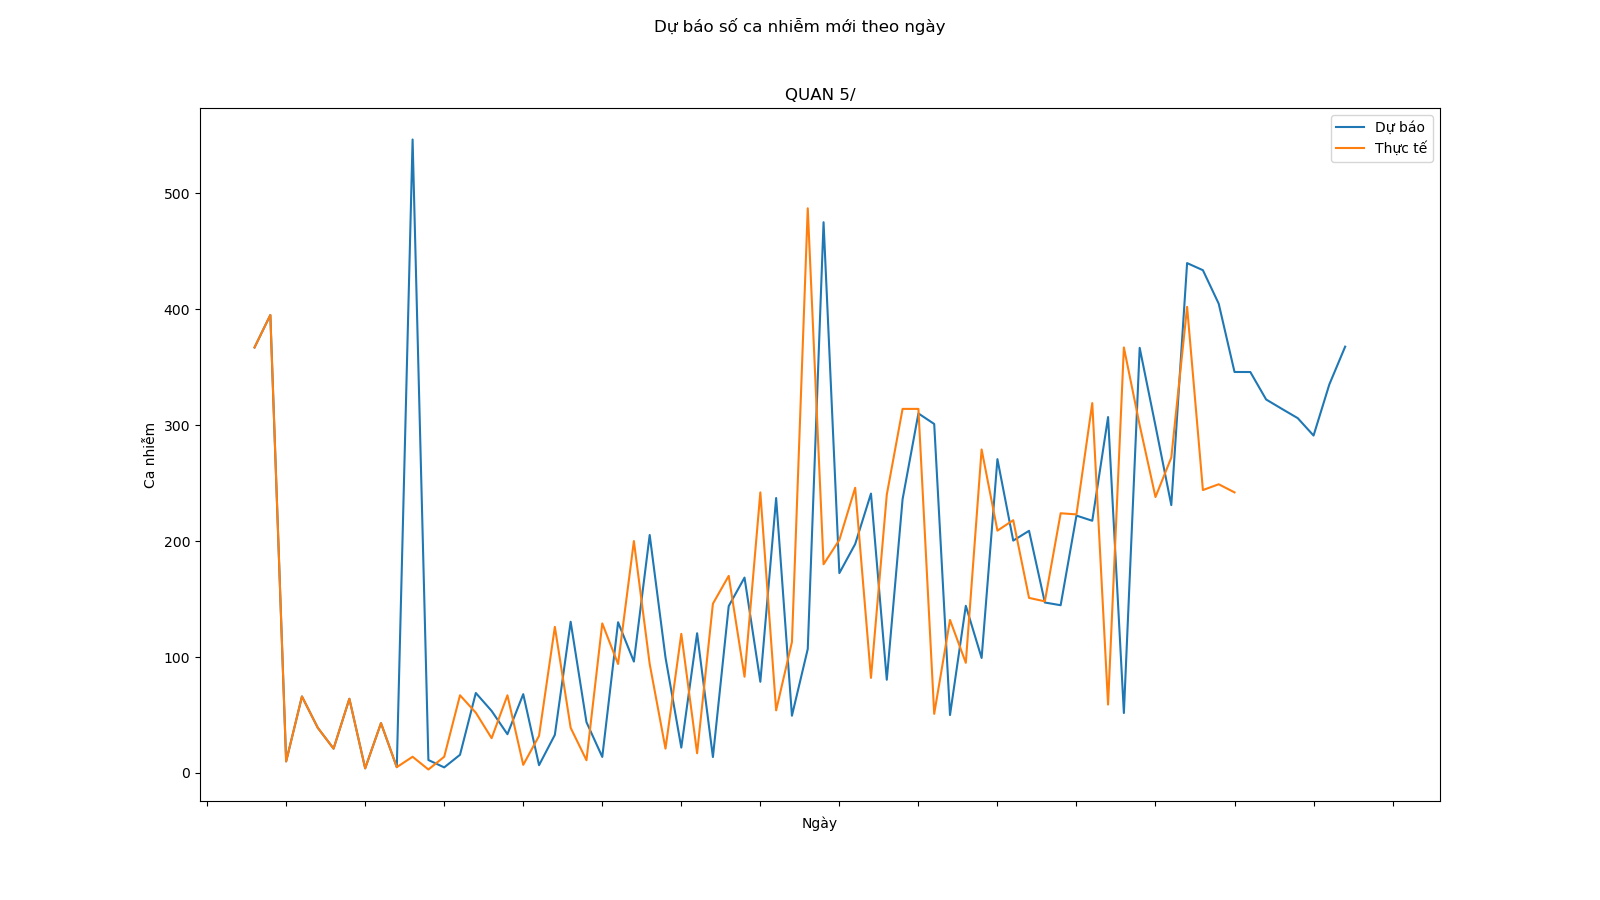 Dự báo số ca nhiễm mới theo ngày
QUAN 5/
Dự báo
Thực tế
500
400
300
200
100
0
Ca nhiễm
Ngày